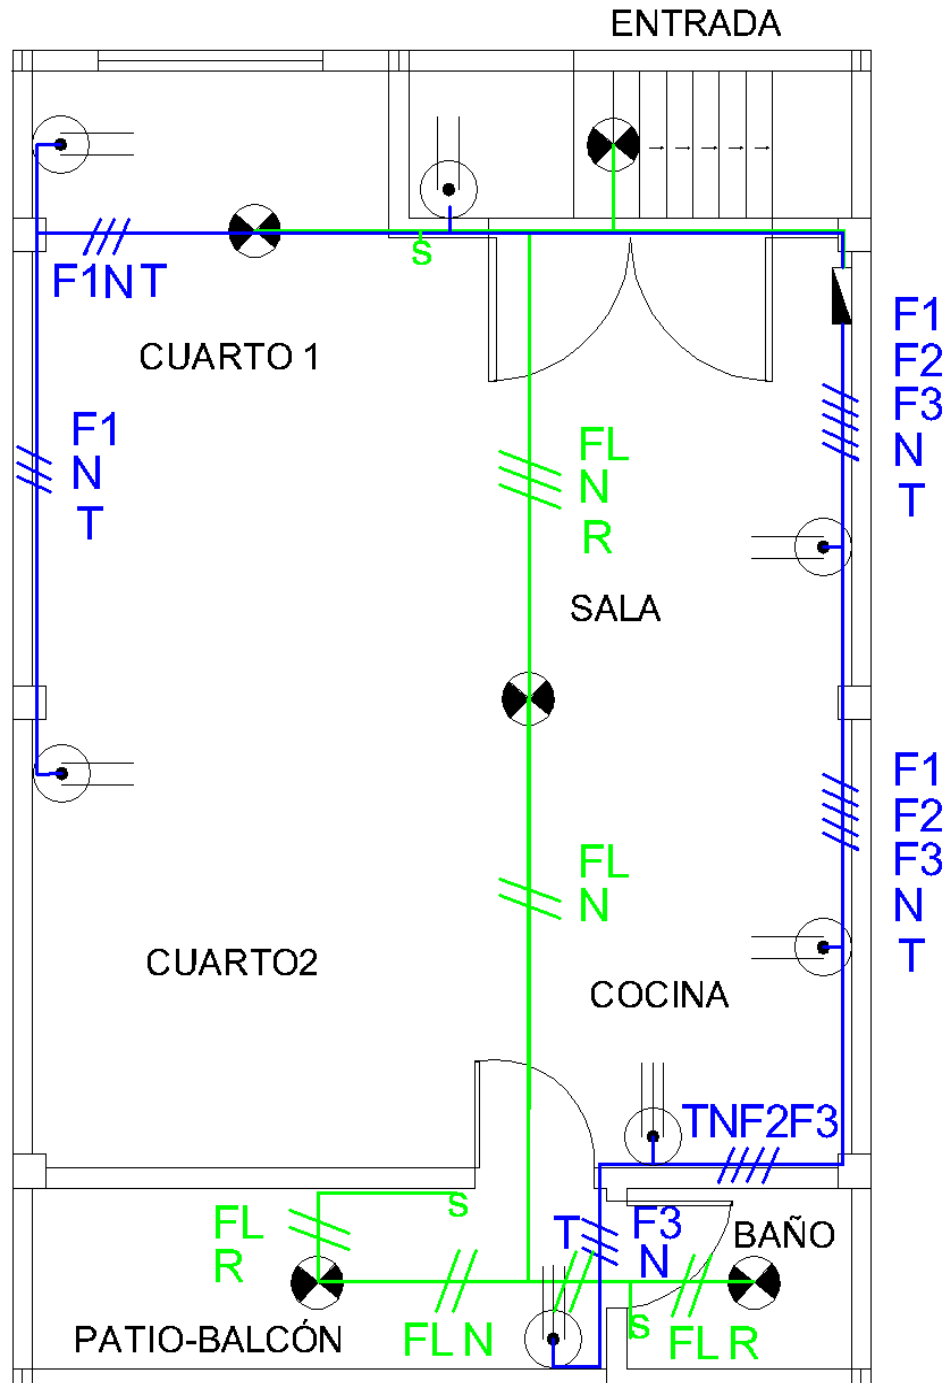 ENTRADA
S
F1NT
F1
F2
F3
N
T
CUARTO 1
F1
N
T
FL
N
R
SALA
F1
F2
F3
N
T
FL
N
CUARTO2
COCINA
TNF2F3
S
FL
R
T
F3
N
BAÑO
PATIO-BALCÓN
FL N
S
FL R